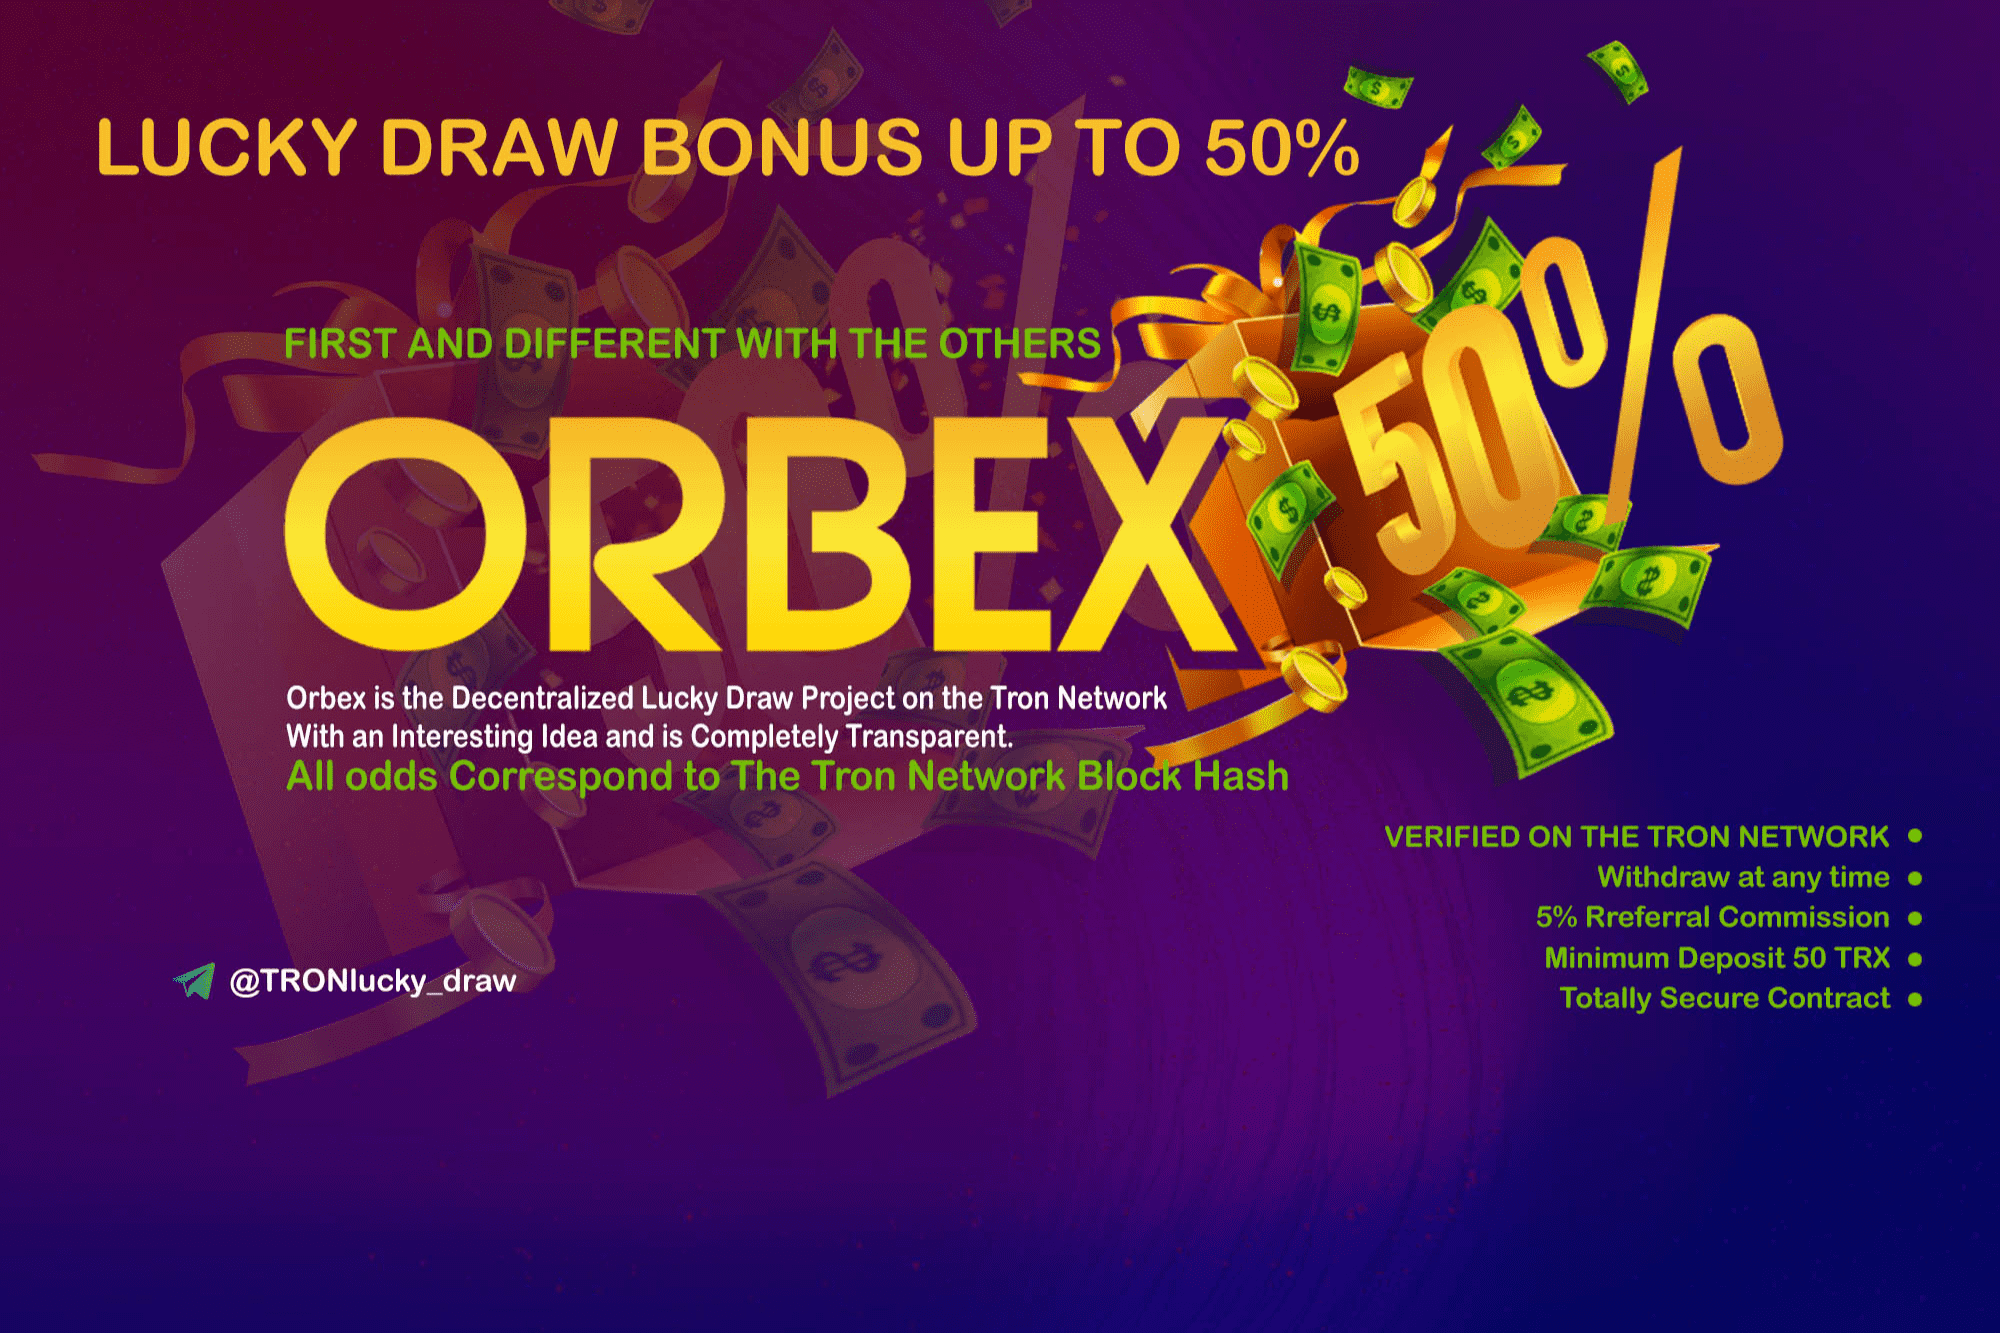 LUCKY DRAW BONUS UP TO 50%
FIRST AND DIFFERENT WITH THE OTHERS
ORBEX
50%
Orbex is the Decentralized Lucky Draw Project on the Tron Network
With an Interesting Idea and is Completely Transparent.
All odds Correspond to The Tron Network Block Hash
VERIFIED ON THE TRON NETWORK
Withdraw at any time
5% Rreferral Commission
Minimum Deposit 50 TRX
Totally Secure Contract
@TRONlucky_draw